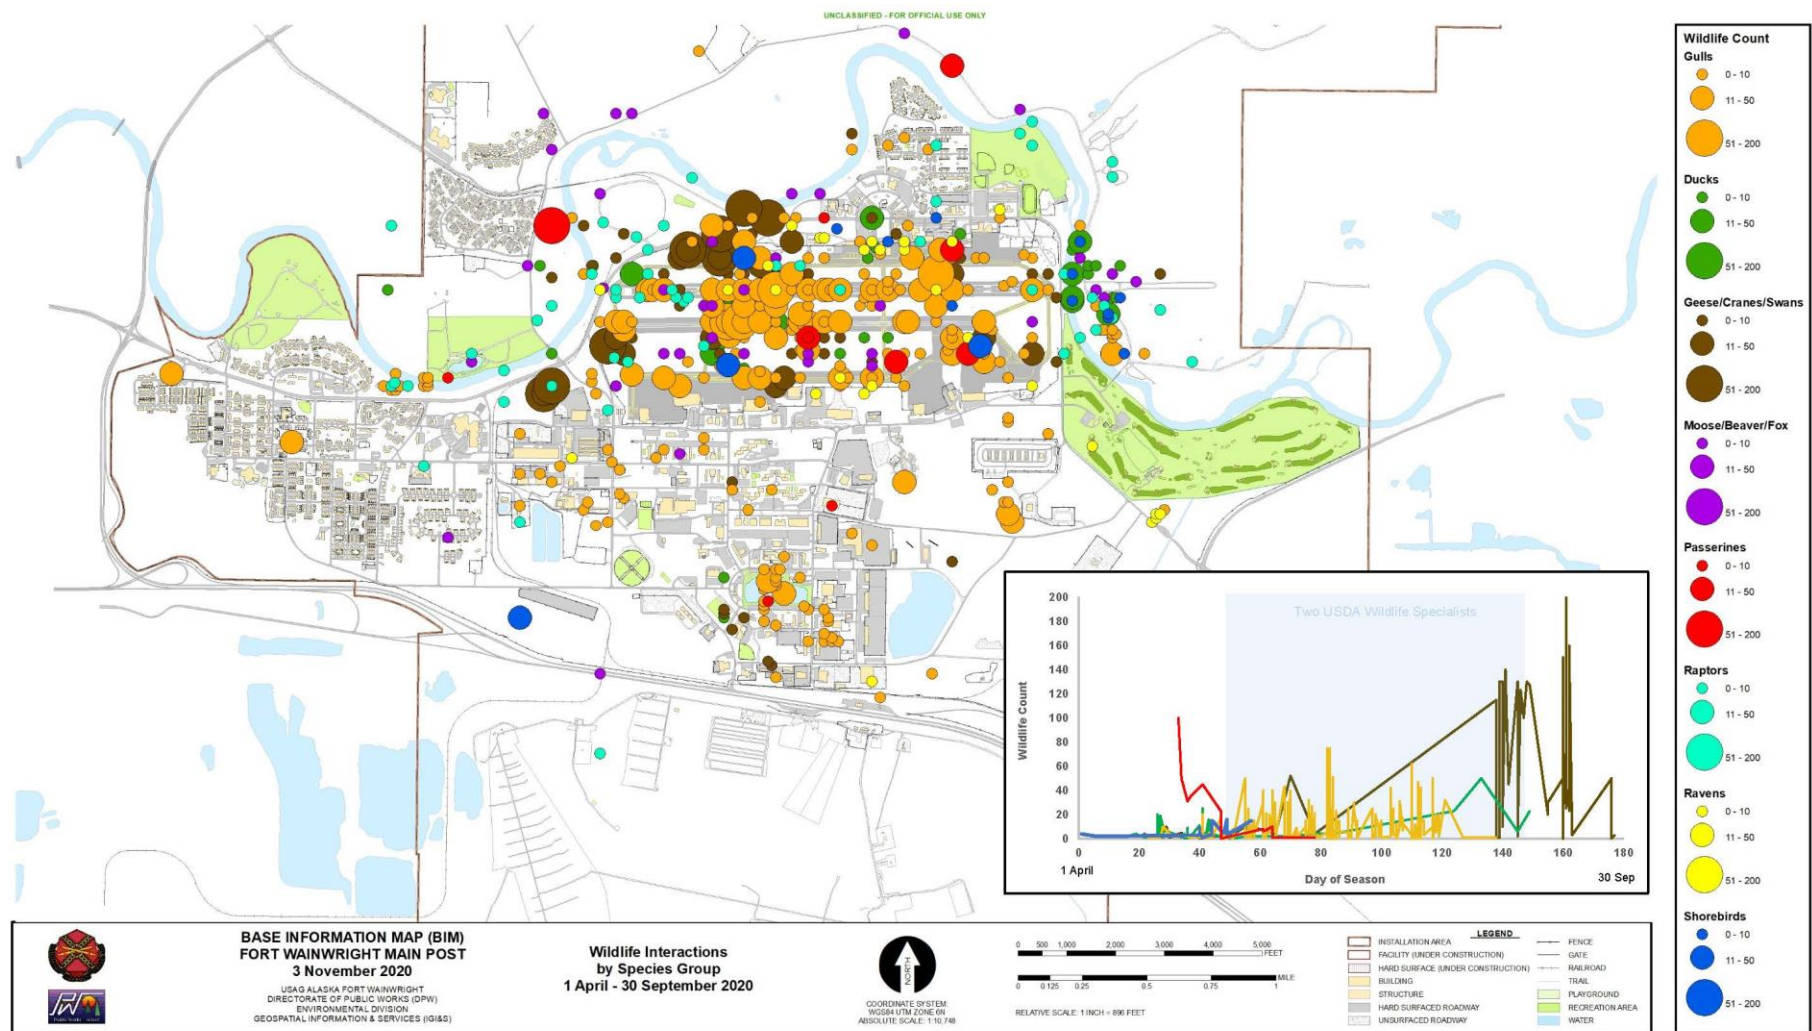 UNCLASSIFIED - FOR OFFICIAL USE ONLY
Wildlife Count
Gulls
0 - 10
11 - 50
51 - 200
Ducks
0 - 10
11 - 50
51 - 200
Geese/Cranes/Swans
0 - 10
11 - 50
51 - 200
Moose/Beaver/Fox
0 - 10
11 - 50
51 - 200
Passerines
0 - 10
11 - 50
51 - 200
Raptors
0 - 10
11 - 50
51 - 200
Ravens
0 - 10
11 - 50
51 - 200
Shorebirds
0 - 10
11 - 50
51 - 200
Two USDA Wildlife Specialists
Wildlife Count
200
180
160
140
120
100
80
60
40
20
0
0 20 40 60 80 100 120 140 160 180
1 April
Day of Season
30 Sep
BASE INFORMATION MAP (BIM)
FORT WAINWRIGHT MAIN POST
3 November 2020
USAG ALASKA FORT WAINWRIGHT
DIRECTORATE OF PUBLIC WORKS (DPW)
ENVIRONMENTAL DIVISION
GEOSPATIAL INFORMATION & SERVICES (IGI&S)
Wildlife Interactions
by Species Group
1 April - 30 September 2020
NORTH
COORDINATE SYSTEM:
WGS84 UTM ZONE 6N
ABSOLUTE SCALE: 1:10,748
0 500 1,000 2,000 3,000 4,000 5,000
FEET
MILE
0 0.125 0.25 0.5 0.75 1
RELATIVE SCALE: 1 INCH = 896 FEET
LEGEND
INSTALLATION AREA
FACILITY (UNDER CONSTRUCTION)
HARD SURFACE (UNDER CONSTRUCTION)
BUILDING
STRUCTURE
HARD SURFACED ROADWAY
UNSURFACED ROADWAY
FENCE
GATE
RAILROAD
TRAIL
PLAYGROUND
RECREATION AREA
WATER